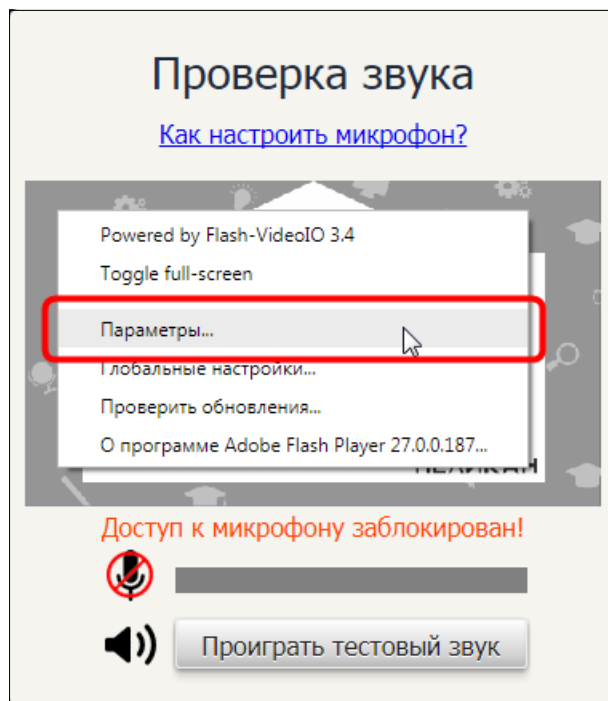 Проверка звука
Как настроить микрофон?
Powered by Flash-VideoIO 3.4
Toggle full-screen
Параметры...
Глобальные настройки...
Проверить обновления...
О программе Adobe Flash Player 27.0.0.187...
ПЕЛИКАН
Доступ к микрофону заблокирован!
Проиграть тестовый звук